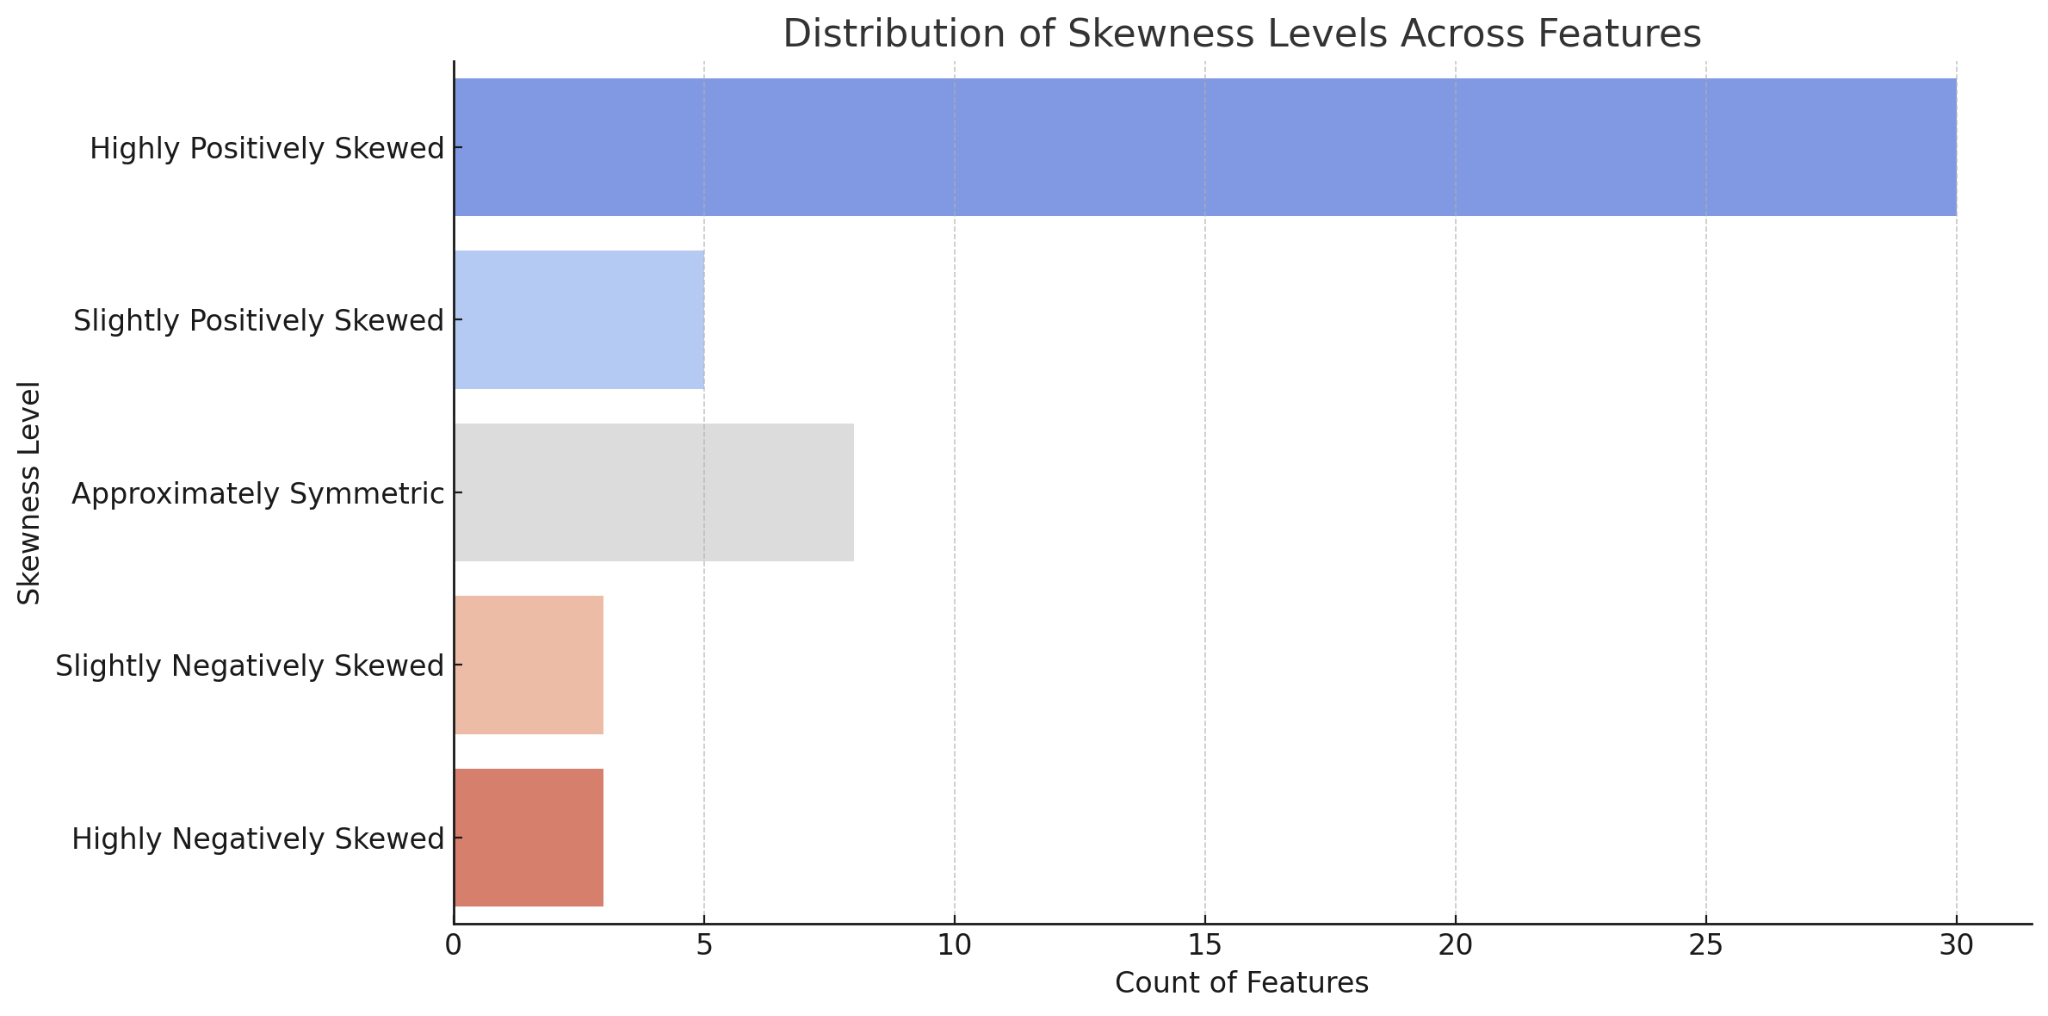 Distribution of Skewness Levels Across Features
Highly Positively Skewed
Slightly Positively Skewed
Approximately Symmetric
Slightly Negatively Skewed
Highly Negatively Skewed
Skewness Level
0 5 10 15 20 25 30
Count of Features